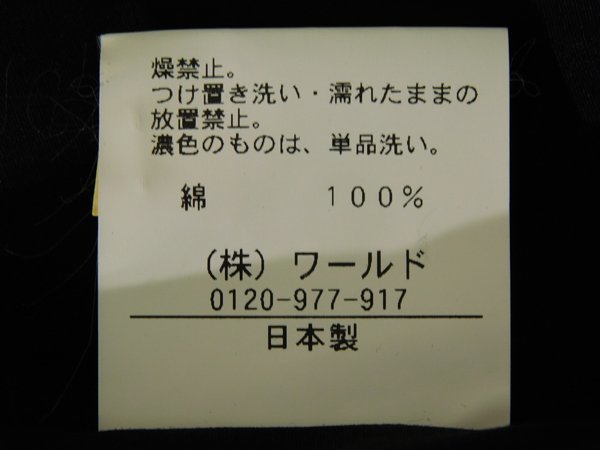 燥禁止。
つけ置き洗い・濡れたままの
放置禁止。
濃色のものは、単品洗い。
綿 100%
(株)ワールド
0120-977-917
日本製